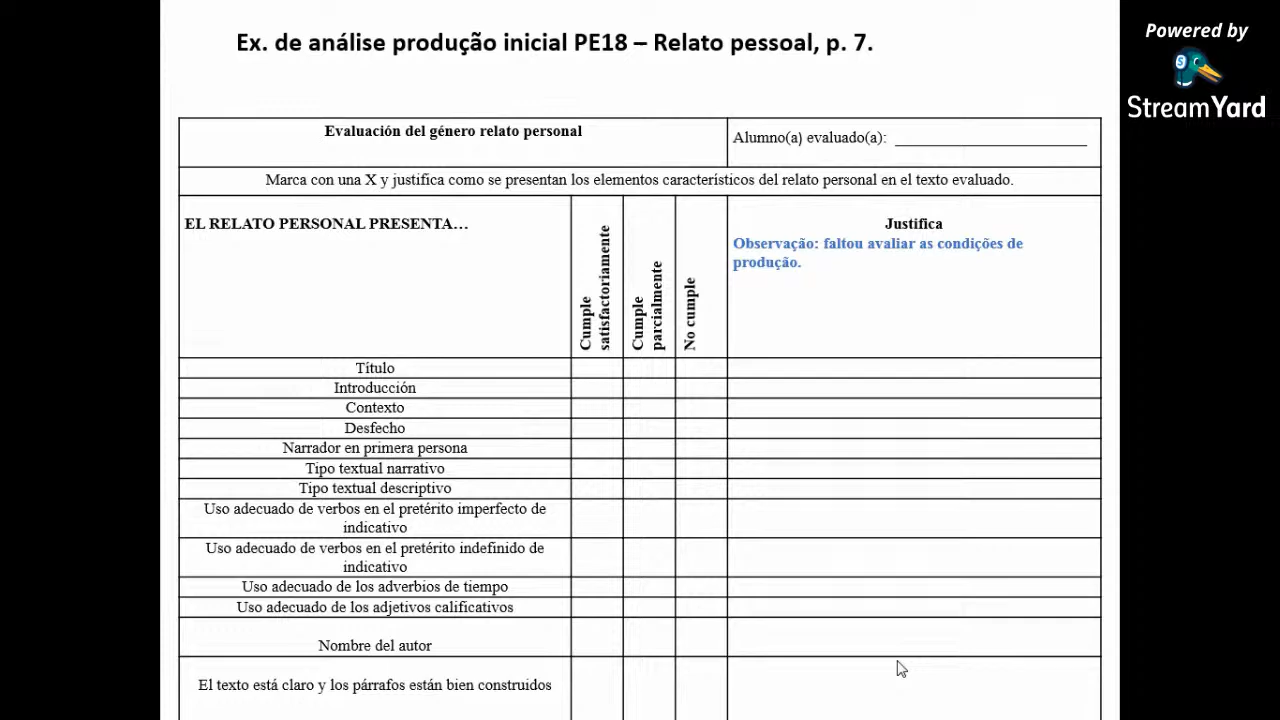 Ex. de análise produção inicial PE18 – Relato pessoal, p. 7.
Powered by
StreamYard
Evaluación del género relato personal
Alumno(a) evaluado(a):
Marca con una X y justifica como se presentan los elementos característicos del relato personal en el texto evaluado.
EL RELATO PERSONAL PRESENTA…
Cumple
satisfactoriamente
Cumple
parcialmente
No cumple
Justifica
Observação: faltou avaliar as condições de
produção.
Título
Introducción
Contexto
Desfecho
Narrador en primera persona
Tipo textual narrativo
Tipo textual descriptivo
Uso adecuado de verbos en el pretérito imperfecto de
indicativo
Uso adecuado de verbos en el pretérito indefinido de
indicativo
Uso adecuado de los adverbios de tiempo
Uso adecuado de los adjetivos calificativos
Nombre del autor
El texto está claro y los párrafos están bien construidos